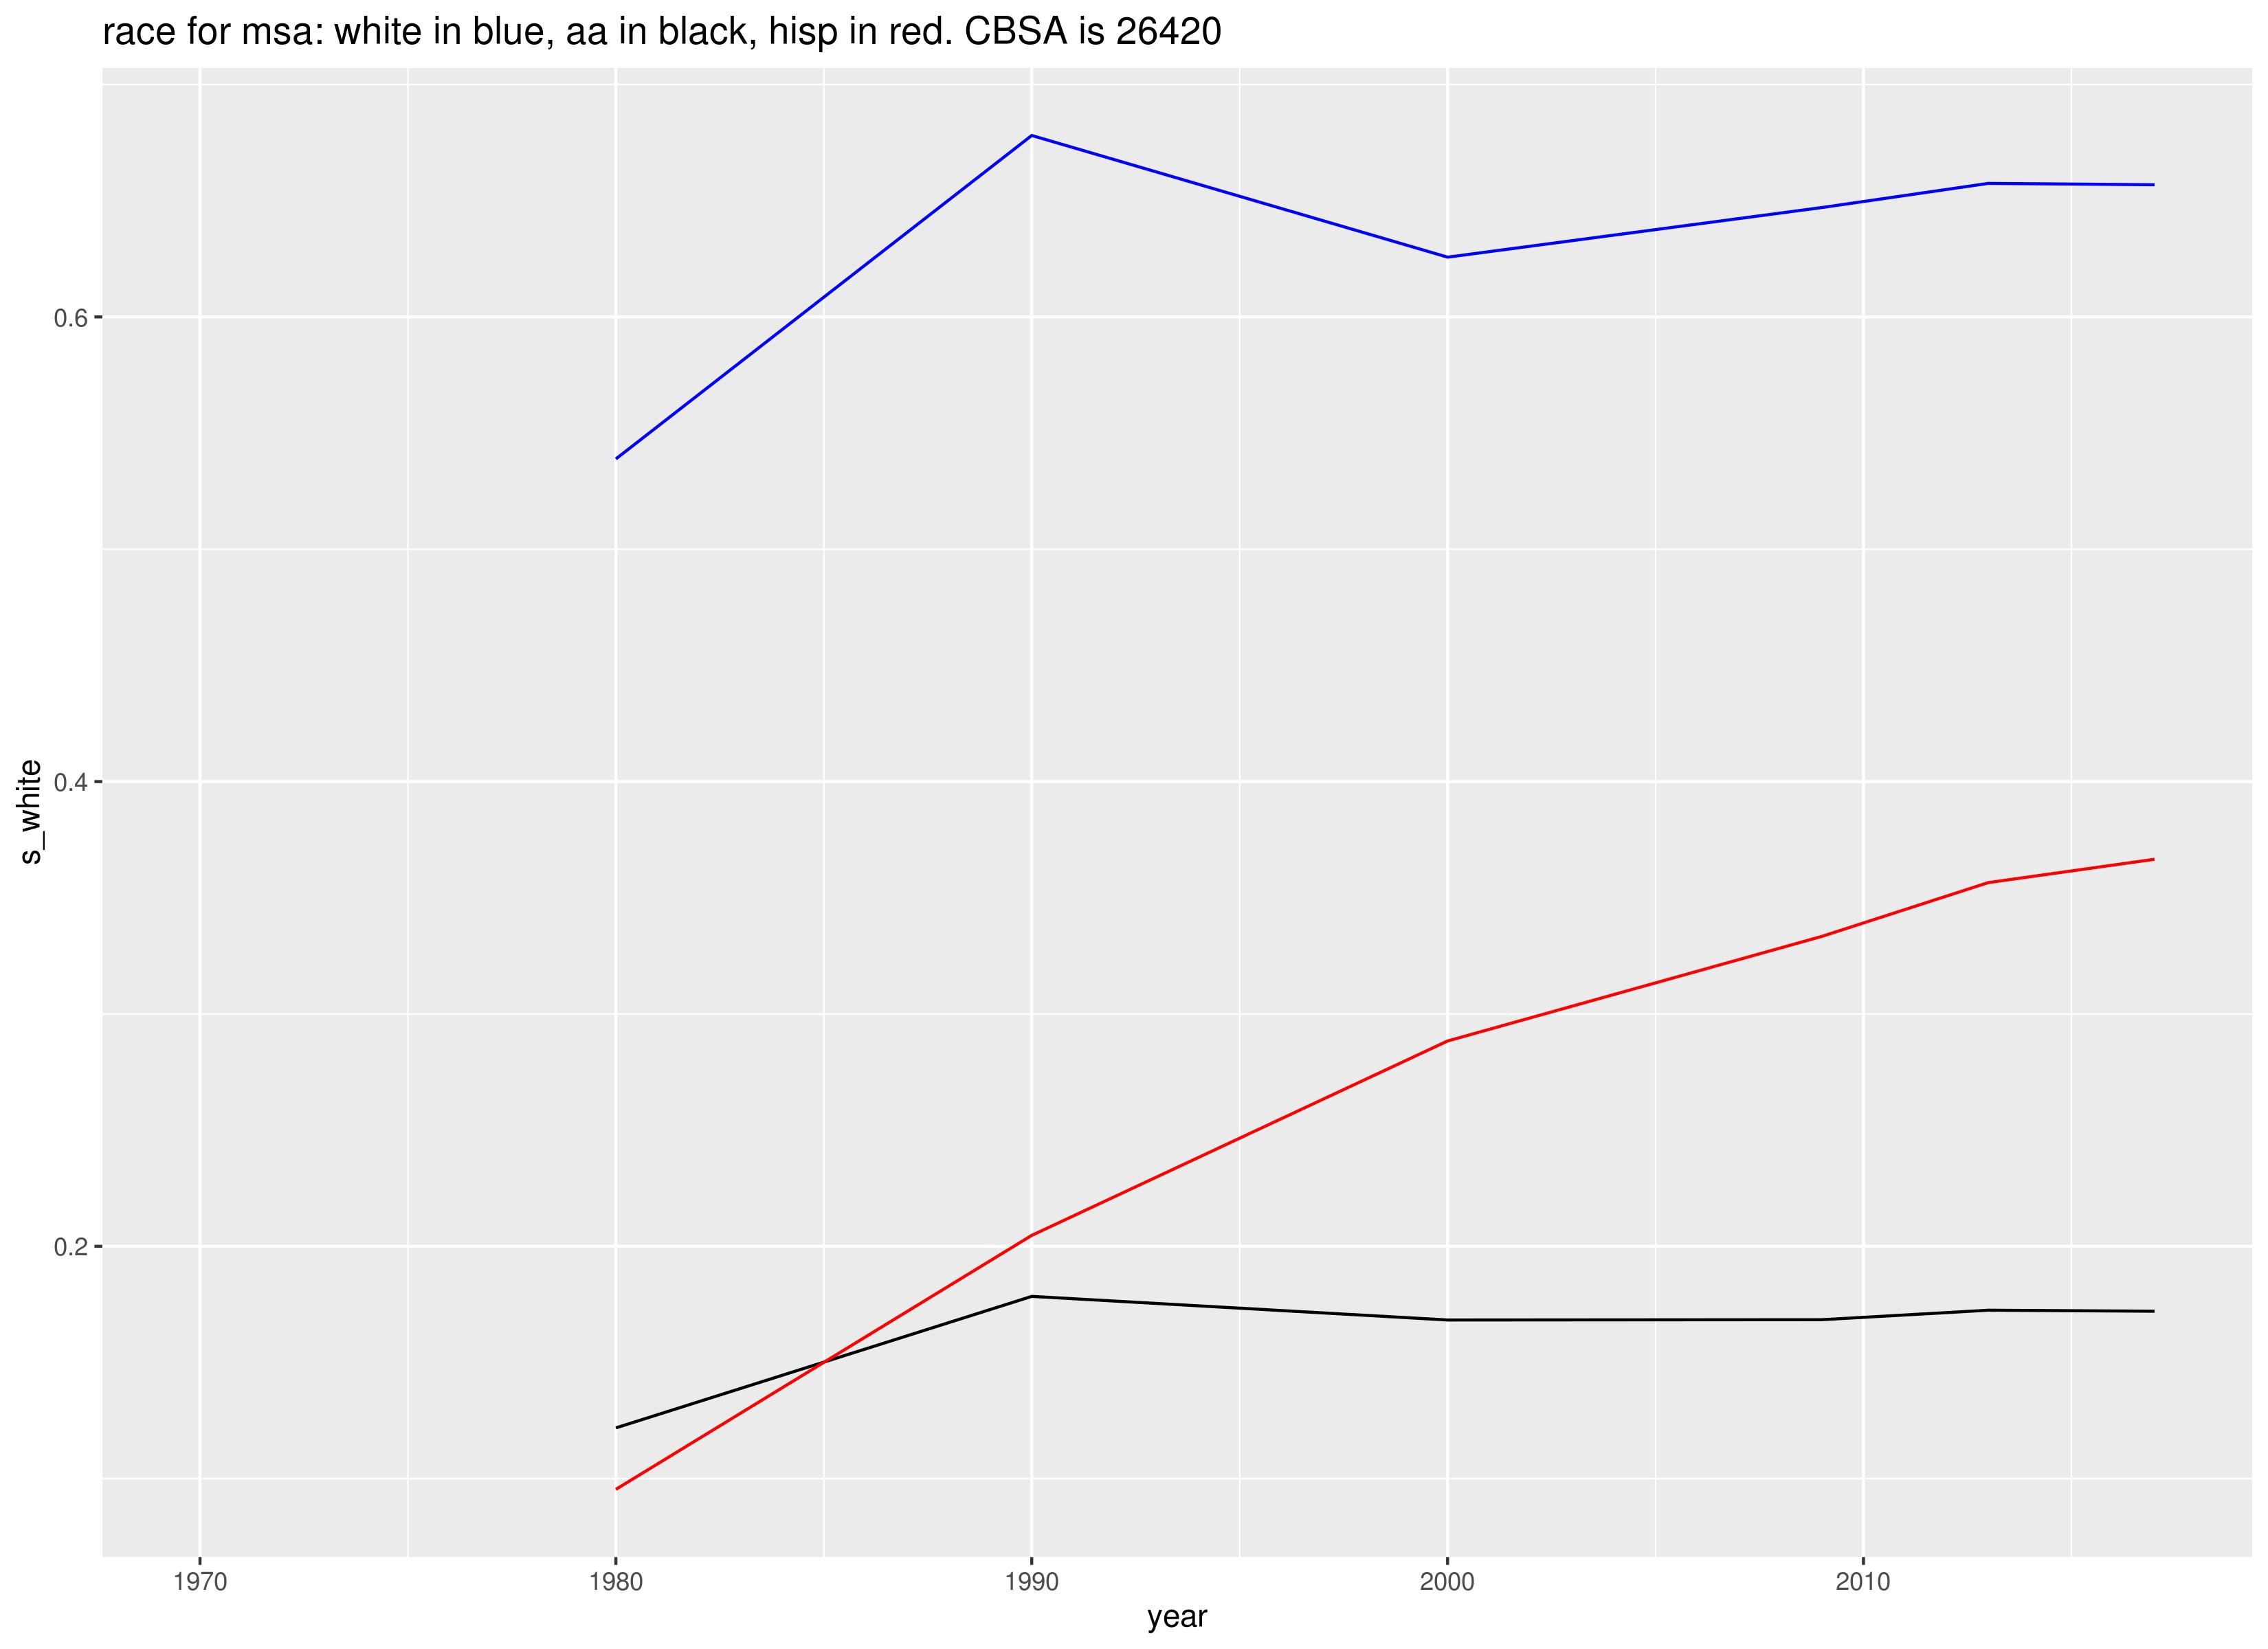 race for msa: white in blue, aa in black, hisp in red. CBSA is 26420
s_white
0.6
0.4
0.2
1970
1980
1990
2000
2010
year